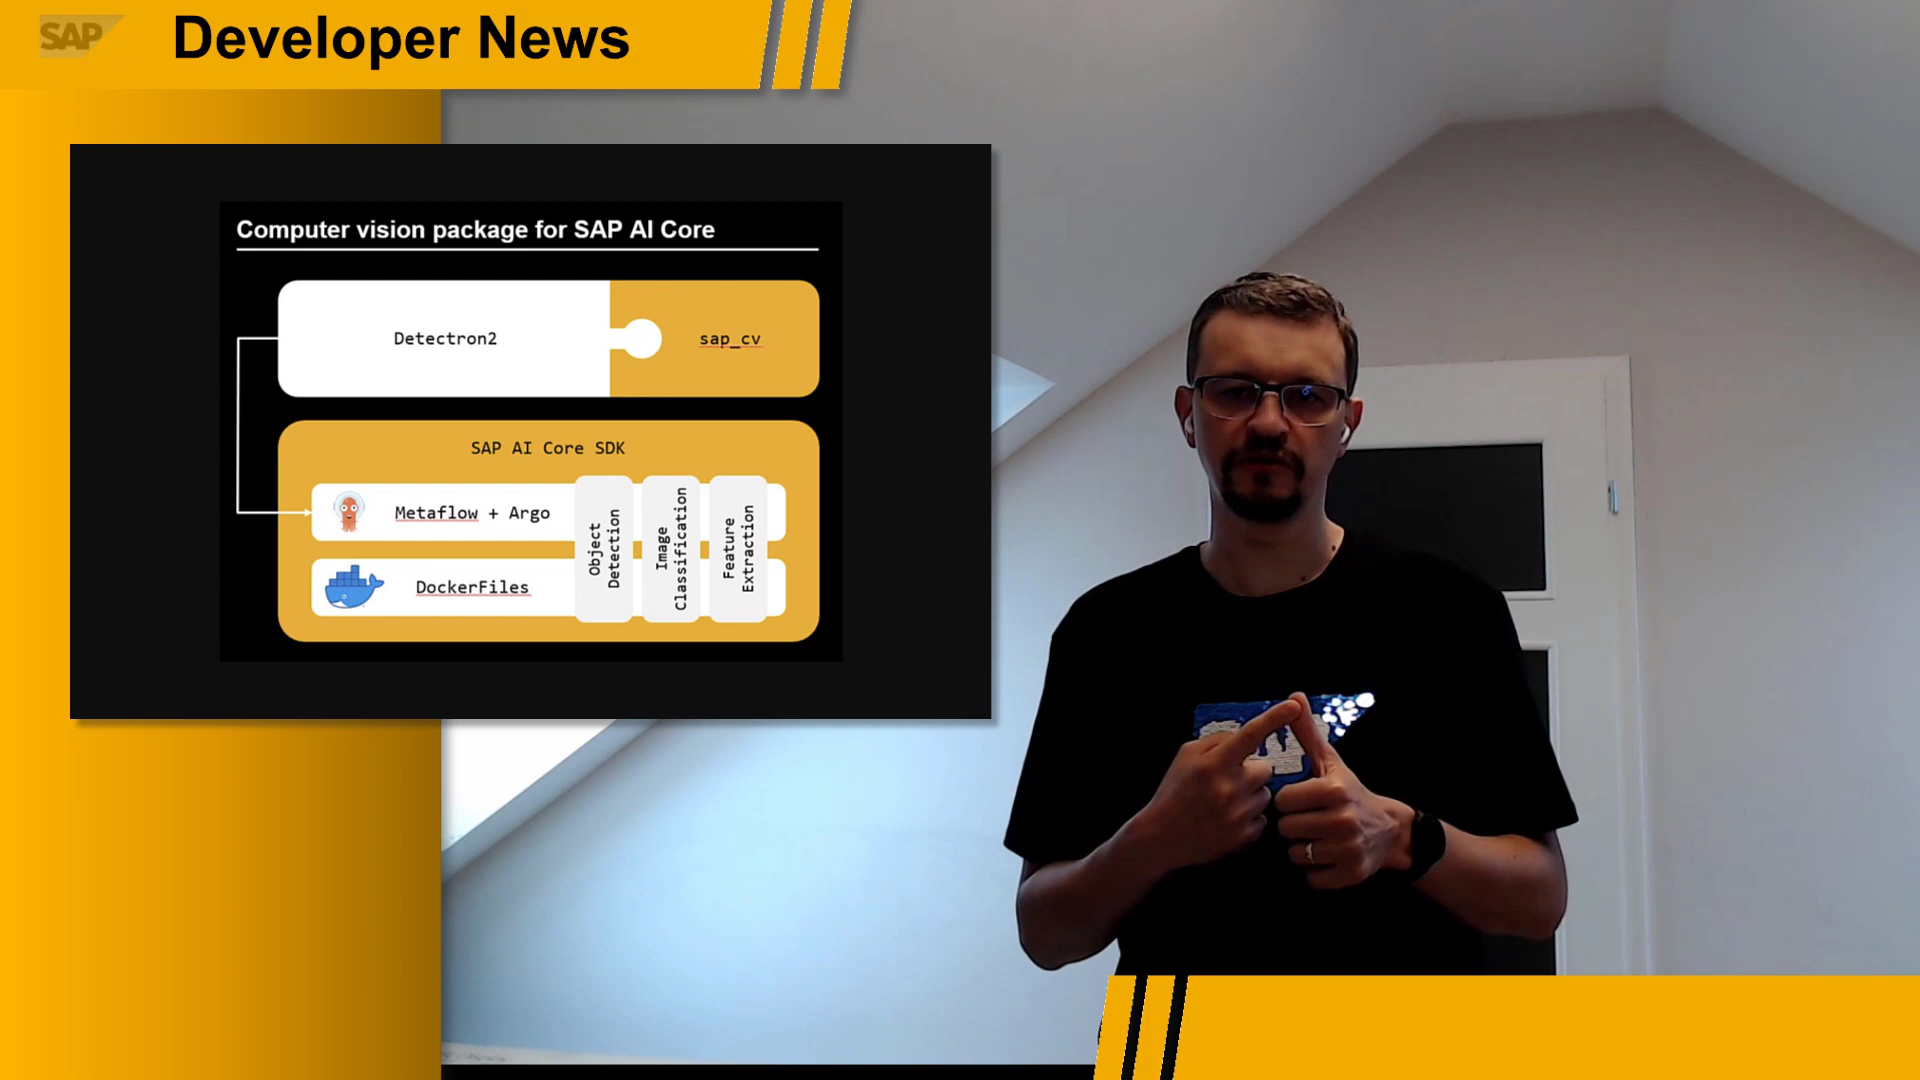 SAP
Developer News
Computer vision package for SAP AI Core
Detectron2
sap_cv
SAP AI Core SDK
Metaflow + Argo
DockerFiles
Object
Detection
Image
Classification
Feature
Extraction